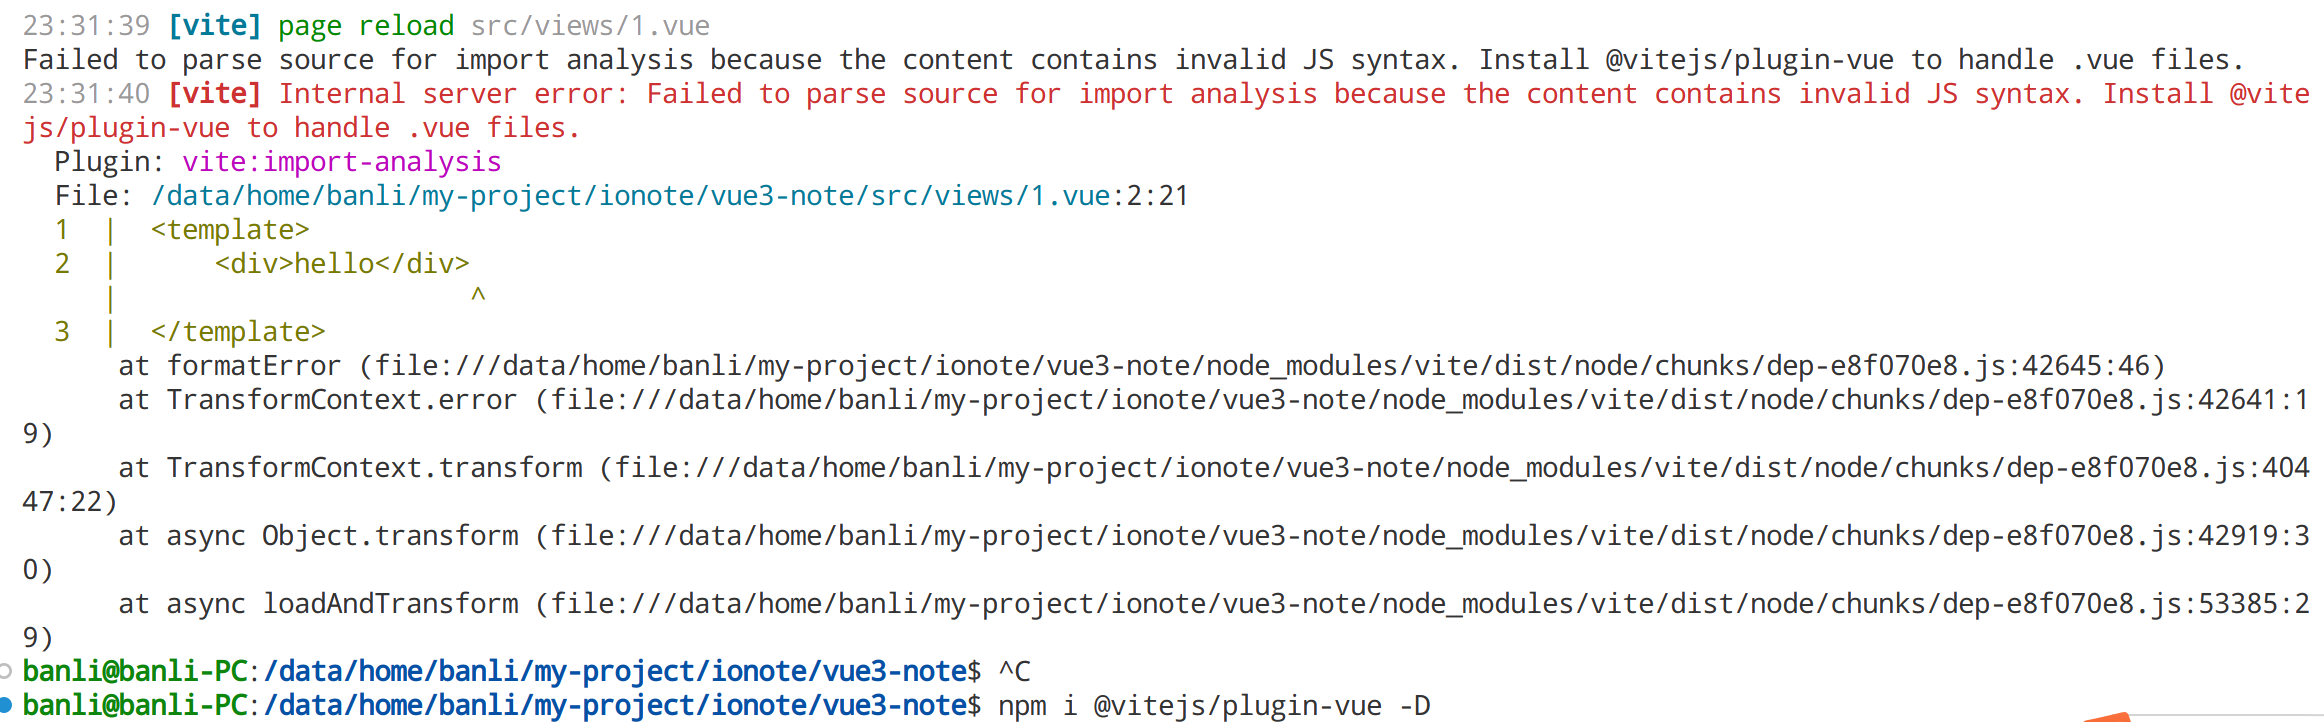 23:31:39 [vite] page reload src/views/1.vue
Failed to parse source for import analysis because the content contains invalid JS syntax. Install @vitejs/plugin-vue to handle .vue files.
23:31:40 [vite] Internal server error: Failed to parse source for import analysis because the content contains invalid JS syntax. Install @vite
js/plugin-vue to handle .vue files.
  Plugin: vite:import-analysis
  File: /data/home/banli/my-project/ionote/vue3-note/src/views/1.vue:2:21
  1  |  <template>
  2  |      <div>hello</div>
     |                      ^
  3  |  </template>
      at formatError (file:///data/home/banli/my-project/ionote/vue3-note/node_modules/vite/dist/node/chunks/dep-e8f070e8.js:42645:46)
      at TransformContext.error (file:///data/home/banli/my-project/ionote/vue3-note/node_modules/vite/dist/node/chunks/dep-e8f070e8.js:42641:1
9)
      at TransformContext.transform (file:///data/home/banli/my-project/ionote/vue3-note/node_modules/vite/dist/node/chunks/dep-e8f070e8.js:404
47:22)
      at async Object.transform (file:///data/home/banli/my-project/ionote/vue3-note/node_modules/vite/dist/node/chunks/dep-e8f070e8.js:42919:3
0)
      at async loadAndTransform (file:///data/home/banli/my-project/ionote/vue3-note/node_modules/vite/dist/node/chunks/dep-e8f070e8.js:53385:2
9)
banli@banli-PC:/data/home/banli/my-project/ionote/vue3-note$ ^C
banli@banli-PC:/data/home/banli/my-project/ionote/vue3-note$ npm i @vitejs/plugin-vue -D